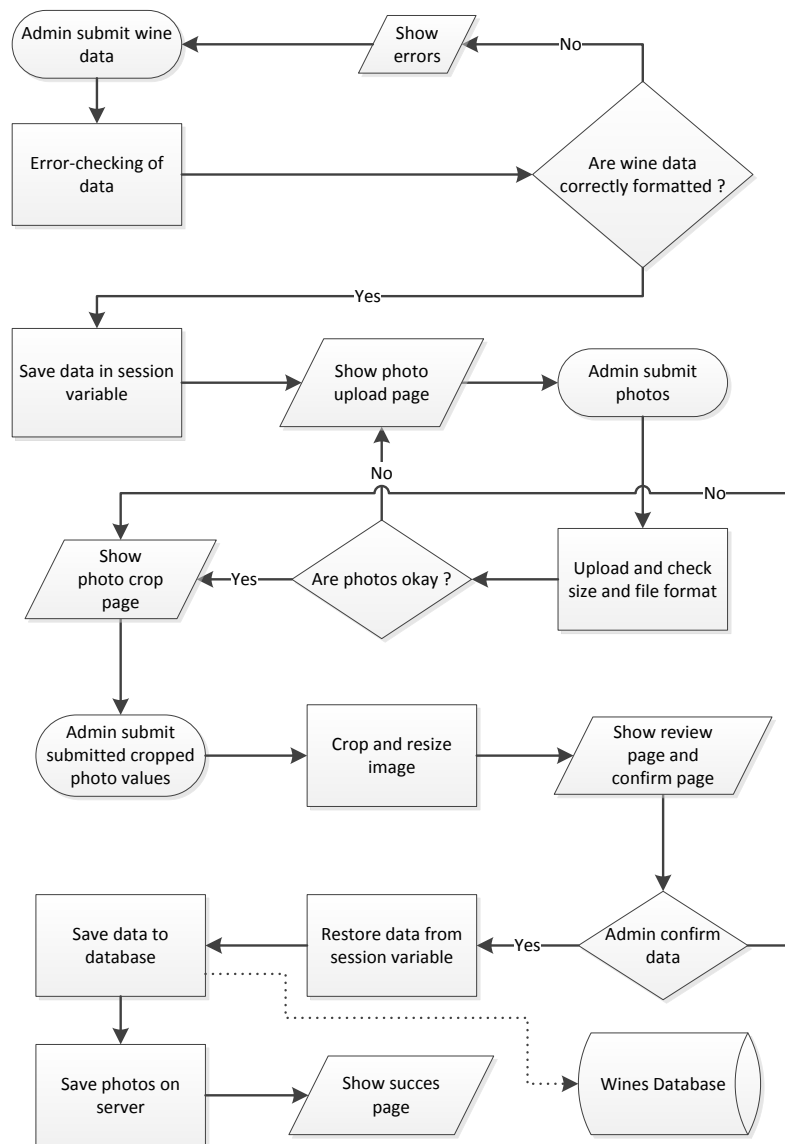 Admin submit wine
data
Show
errors
No
Error-checking of
data
Are wine data
correctly formatted ?
Yes
Save data in session
variable
Show photo
upload page
Admin submit
photos
No
No
Show
photo crop
page
Yes
Are photos okay ?
Upload and check
size and file format
Admin submit
submitted cropped
photo values
Crop and resize
image
Show review
page and
confirm page
Save data to
database
Restore data from
session variable
Yes
Admin confirm
data
Save photos on
server
Show succes
page
Wines Database